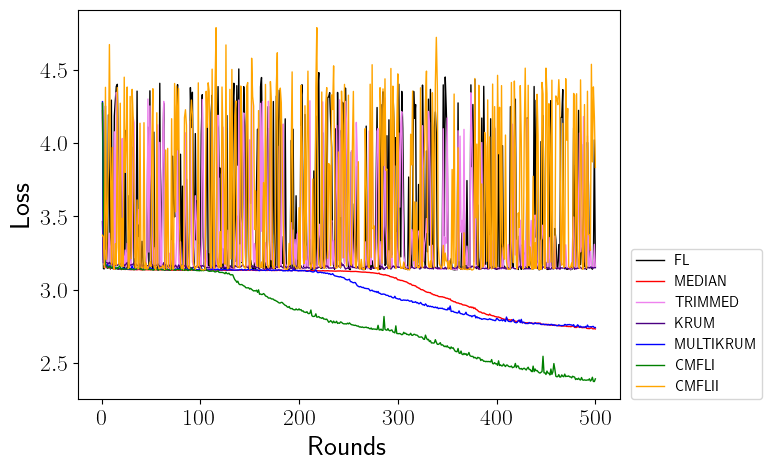 4.5
4.0
3.5
3.0
2.5
Loss
0 100 200 300 400 500
Rounds
FL
MEDIAN
TRIMMED
KRUM
MULTIKRUM
CMFLI
CMFLII